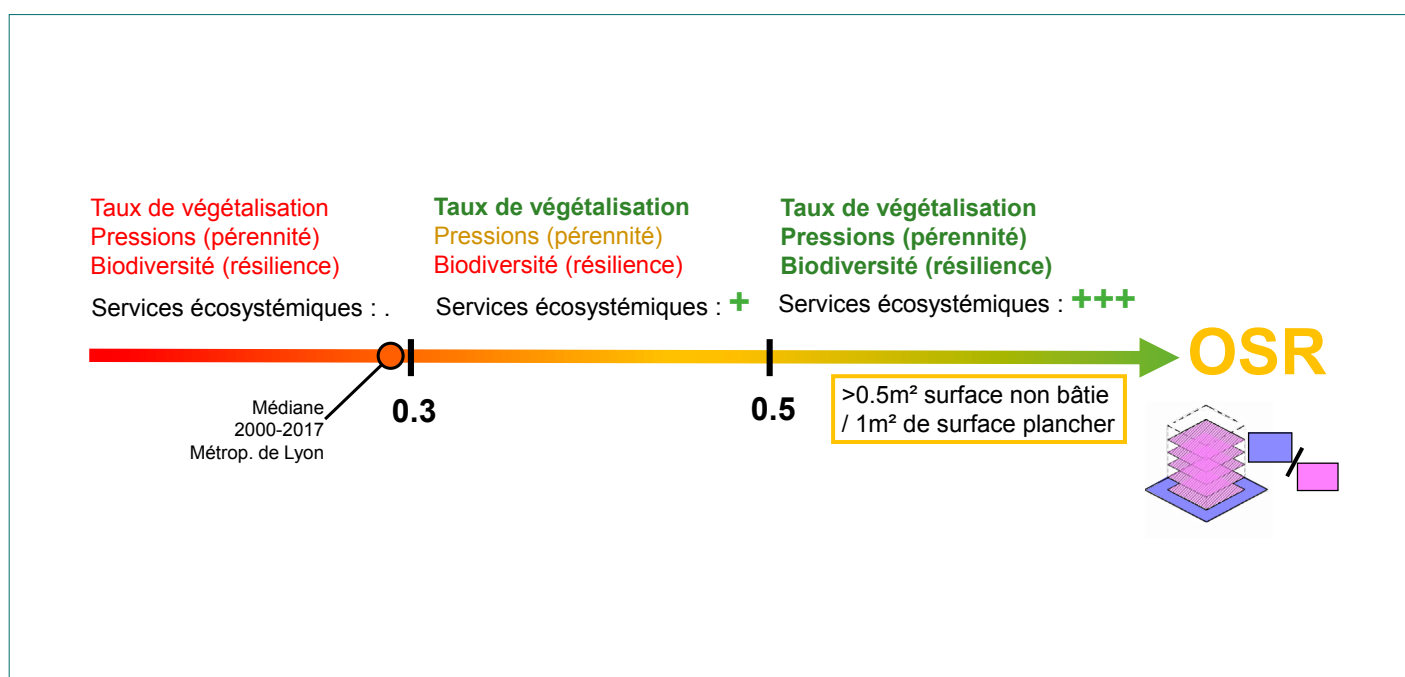 Taux de végétalisation
Pressions (pérennité)
Biodiversité (résilience)
Services écosystémiques : .
Taux de végétalisation
Pressions (pérennité)
Biodiversité (résilience)
Services écosystémiques : +
Taux de végétalisation
Pressions (pérennité)
Biodiversité (résilience)
Services écosystémiques : +++
OSR
Médiane
2000-2017
Métrop. de Lyon
0.3
0.5
>0.5m² surface non bâtie
/ 1m² de surface plancher